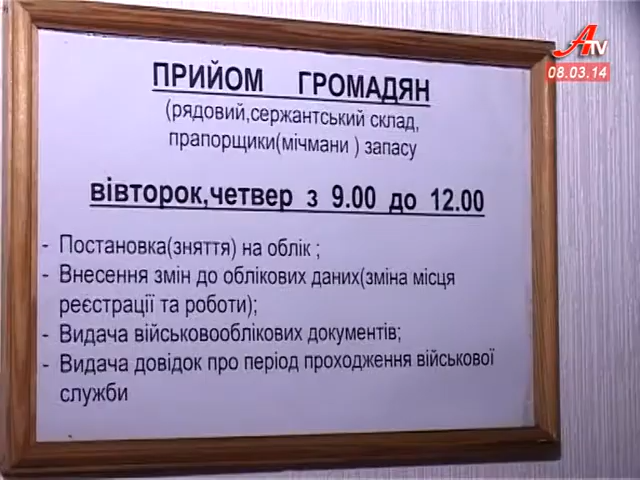 АTV
08.03.14
ПРИЙОМ ГРОМАДЯН
(рядовий,сержантський склад,
прапорщики(мічмани ) запасу
вівторок,четвер з 9.00 до 12.00
- Постановка(зняття) на облік ;
- Внесення змін до облікових даних(зміна місця
реєстрації та роботи);
- Видача військовооблікових документів;
- Видача довідок про період проходження військової
служби